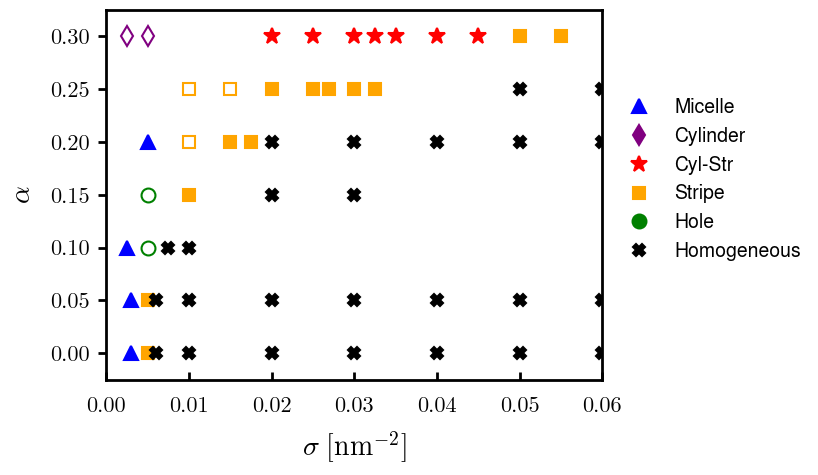 0.30
0.25
0.20
0.15
0.10
0.05
0.00
α
0.00 0.01 0.02 0.03 0.04 0.05 0.06
σ [nm⁻²]
Micelle
Cylinder
Cyl-Str
Stripe
Hole
Homogeneous